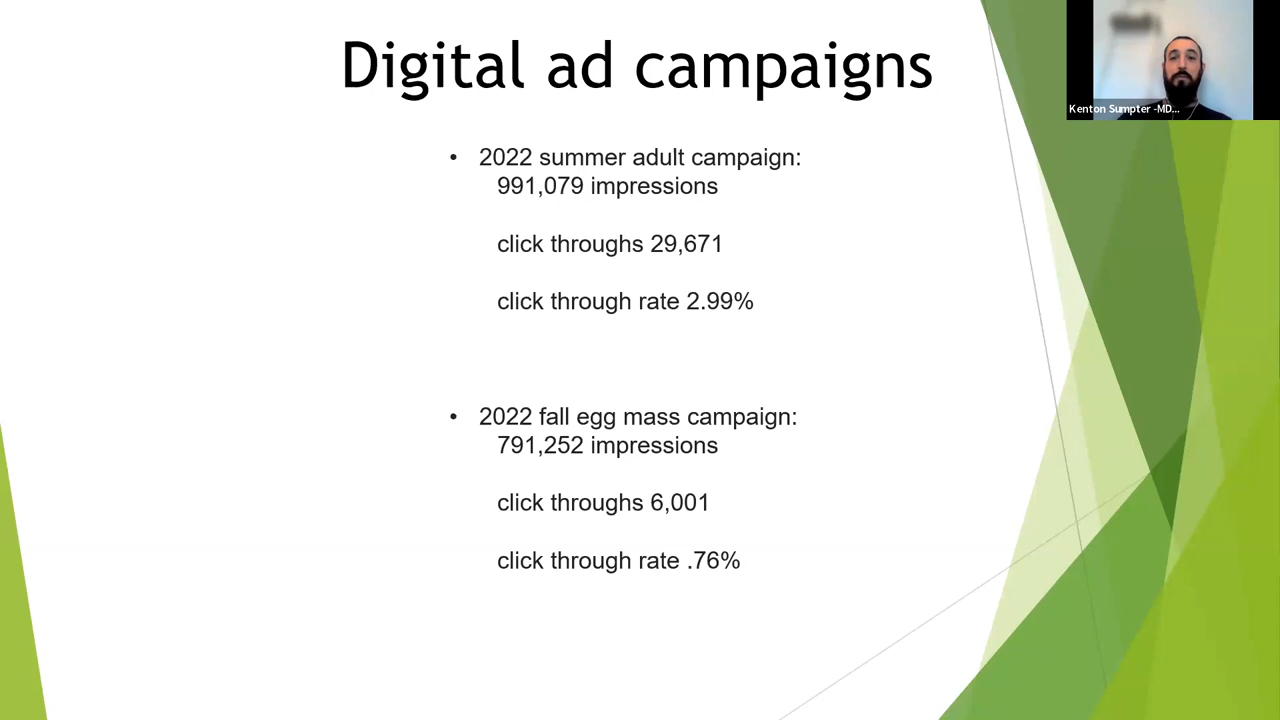 Digital ad campaigns
Kenton Sumpter -MD...
• 2022 summer adult campaign:
991,079 impressions
click throughs 29,671
click through rate 2.99%
• 2022 fall egg mass campaign:
791,252 impressions
click throughs 6,001
click through rate .76%